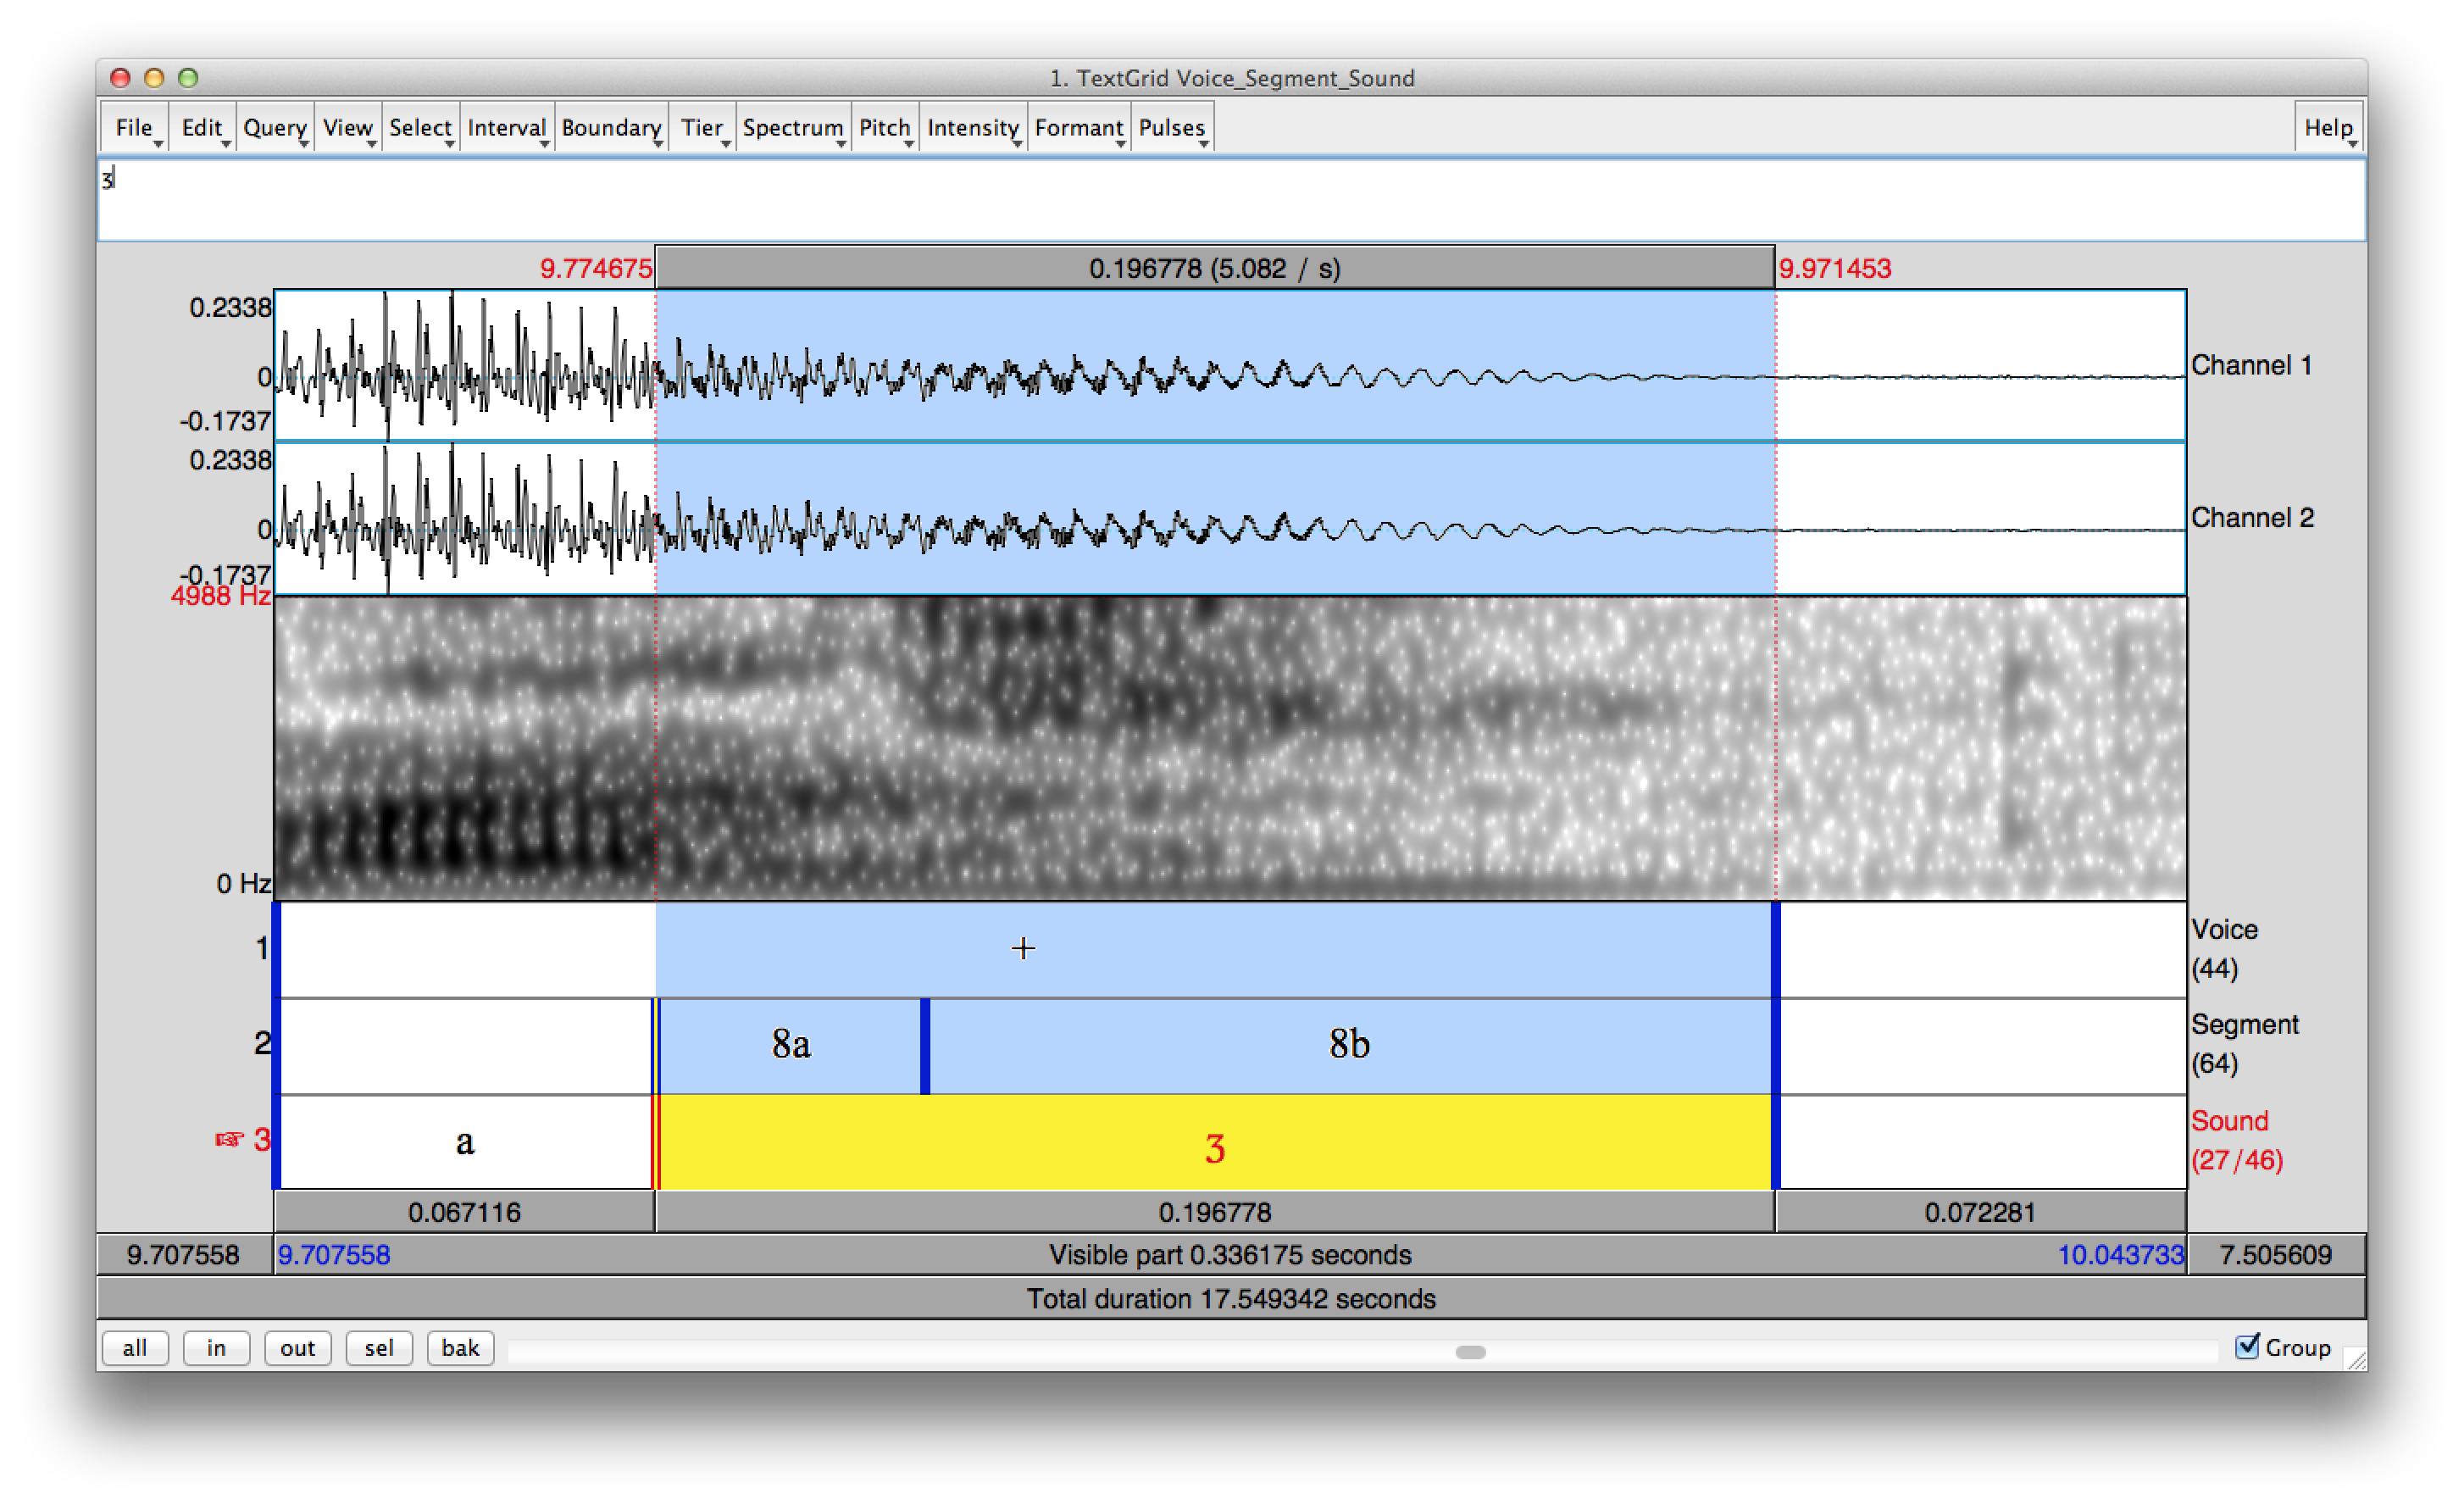 1. TextGrid Voice_Segment_Sound
File Edit Query View Select Interval Boundary Tier Spectrum Pitch Intensity Formant Pulses Help
ʒ
9.774675 0.196778 (5.082 / s) 9.971453
0.2338
0 Channel 1
-0.1737
0.2338
0 Channel 2
-0.1737
4988 Hz
0 Hz
1 + Voice
(44)
2 8a 8b Segment
(64)
☞ 3 a ʒ Sound
(27/46)
0.067116 0.196778 0.072281
9.707558 9.707558 Visible part 0.336175 seconds 10.043733 7.505609
Total duration 17.549342 seconds
all in out sel bak Group